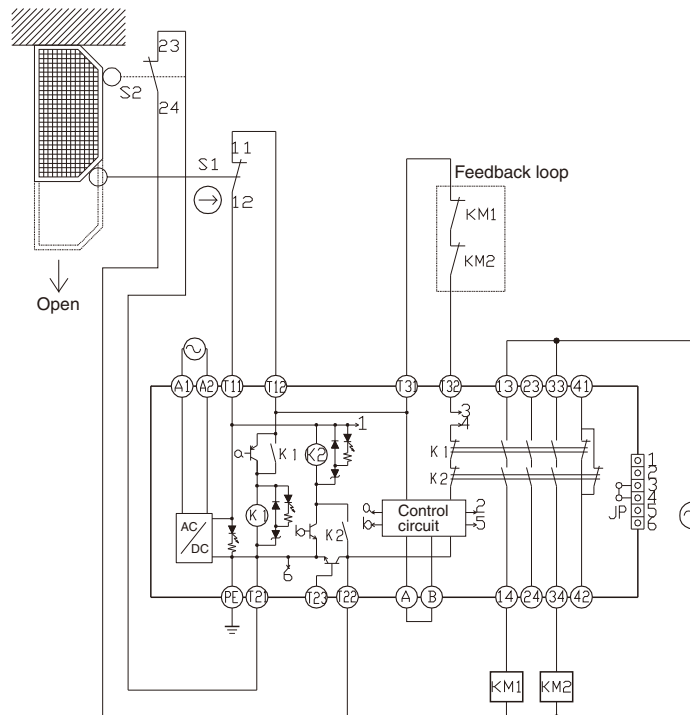 23
S2
24
11
S1
12
Feedback loop
KM1
KM2
Open
A1 A2 T11 T12 T31 T32 13 23 33 41
1
3
4
a
K1
K2
K1
K2
1
2
3
4
5
6
JP
K1
b
K2
a
b
Control
circuit
2
5
AC/
DC
6
PE T21 T23 T22 A B 14 24 34 42
KM1 KM2